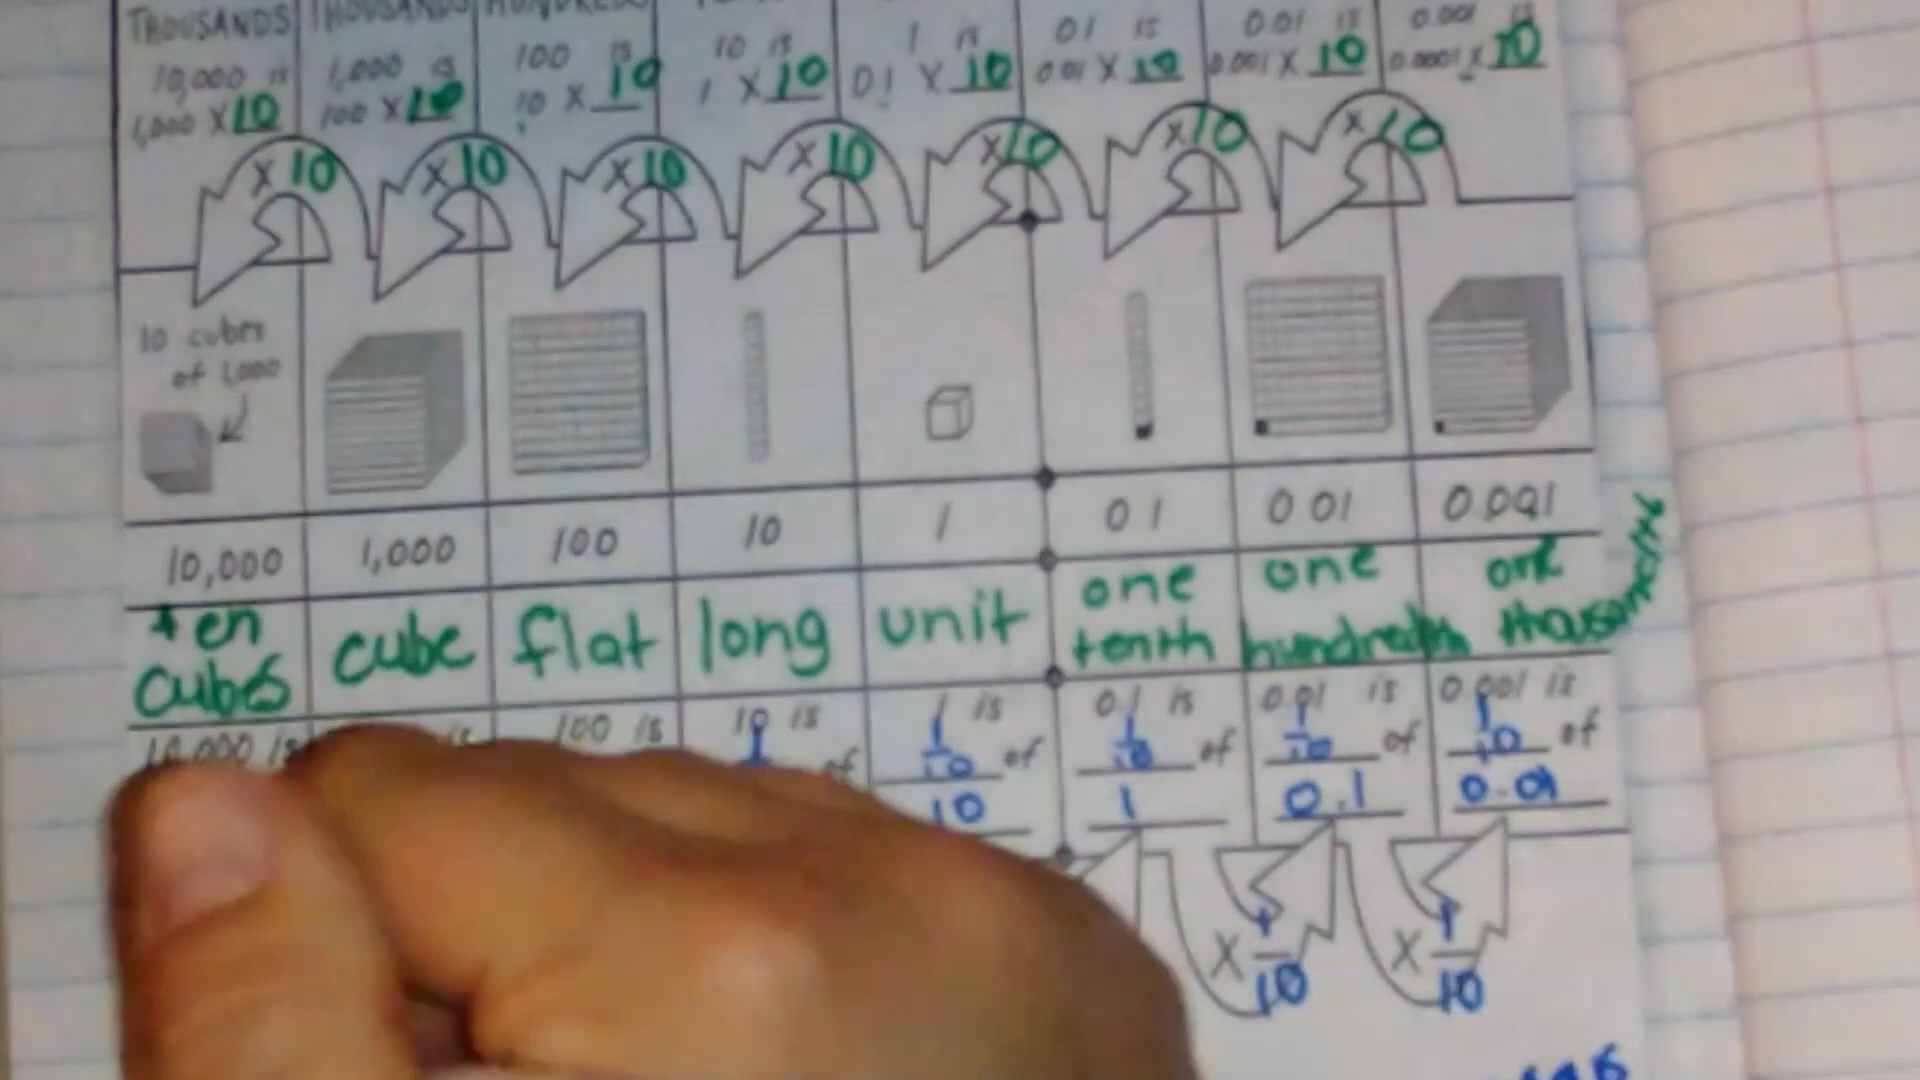 THOUSANDS THOUSANDS HUNDREDS
10,000 is 1,000 is 100 is 10 is 1 is 0.1 is 0.01 is 0.001 is
1,000 x 10 100 x 10 10 x 10 1 x 10 0.1 x 10 0.01 x 10 0.001 x 10 0.0001 x 10
x 10 x 10 x 10 x 10 x 10 x 10 x 10
10 cubes
of 1,000
10,000 1,000 100 10 1 0.1 0.01 0.001
ten cube flat long unit one one one
cubes tenth hundredth thousandth
10,000 is is 100 is 10 is 1 is 0.1 is 0.01 is 0.001 is
1 of 1/10 of 1/10 of 1/10 of 1/10 of
10 1 0.1 0.01
x 1/10 x 1/10